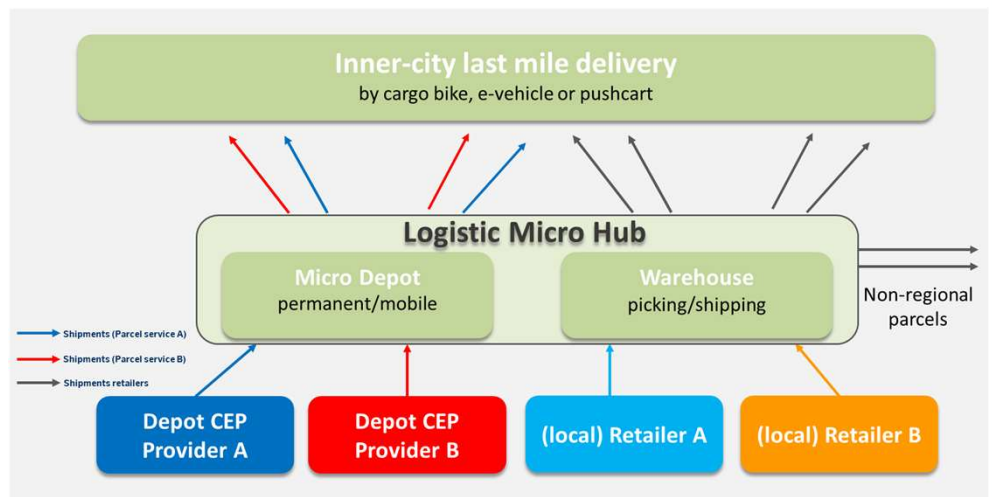 Inner-city last mile delivery
by cargo bike, e-vehicle or pushcart
Logistic Micro Hub
Micro Depot
permanent/mobile
Warehouse
picking/shipping
Non-regional
parcels
Shipments (Parcel service A)
Shipments (Parcel service B)
Shipments retailers
Depot CEP
Provider A
Depot CEP
Provider B
(local) Retailer A
(local) Retailer B